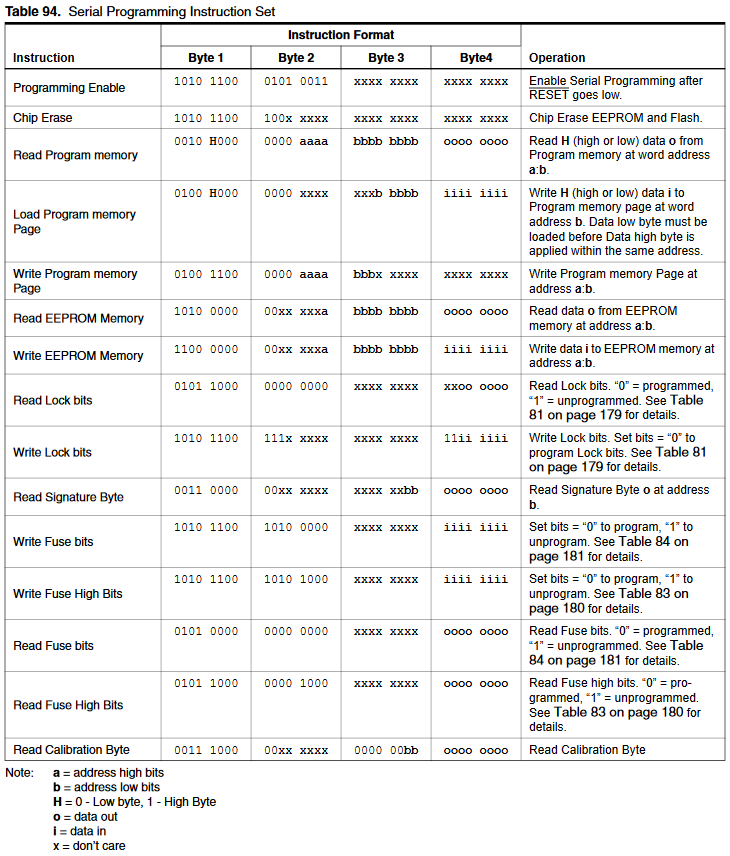 Table 94. Serial Programming Instruction Set
Instruction Format
Instruction Byte 1 Byte 2 Byte 3 Byte4 Operation
Programming Enable 1010 1100 0101 0011 xxxx xxxx xxxx xxxx Enable Serial Programming after
RESET goes low.
Chip Erase 1010 1100 100x xxxx xxxx xxxx xxxx xxxx Chip Erase EEPROM and Flash.
Read Program memory 0010 H000 0000 aaaa bbbb bbbb oooo oooo Read H (high or low) data o from
Program memory at word address
a:b.
Load Program memory
Page 0100 H000 0000 xxxx xxxb bbbb iiii iiii Write H (high or low) data i to
Program memory page at word
address b. Data low byte must be
loaded before Data high byte is
applied within the same address.
Write Program memory
Page 0100 1100 0000 aaaa bbbx xxxx xxxx xxxx Write Program memory Page at
address a:b.
Read EEPROM Memory 1010 0000 00xx xxxa bbbb bbbb oooo oooo Read data o from EEPROM
memory at address a:b.
Write EEPROM Memory 1100 0000 00xx xxxa bbbb bbbb iiii iiii Write data i to EEPROM memory at
address a:b.
Read Lock bits 0101 1000 0000 0000 xxxx xxxx xxoo oooo Read Lock bits. “0” = programmed,
“1” = unprogrammed. See Table
81 on page 179 for details.
Write Lock bits 1010 1100 111x xxxx xxxx xxxx 11ii iiii Write Lock bits. Set bits = “0” to
program Lock bits. See Table 81
on page 179 for details.
Read Signature Byte 0011 0000 00xx xxxx xxxx xxbb oooo oooo Read Signature Byte o at address
b.
Write Fuse bits 1010 1100 1010 0000 xxxx xxxx iiii iiii Set bits = “0” to program, “1” to
unprogram. See Table 84 on
page 181 for details.
Write Fuse High Bits 1010 1100 1010 1000 xxxx xxxx iiii iiii Set bits = “0” to program, “1” to
unprogram. See Table 83 on
page 180 for details.
Read Fuse bits 0101 0000 0000 0000 xxxx xxxx oooo oooo Read Fuse bits. “0” = programmed,
“1” = unprogrammed. See Table
84 on page 181 for details.
Read Fuse High Bits 0101 1000 0000 1000 xxxx xxxx oooo oooo Read Fuse high bits. “0” = pro-
grammed, “1” = unprogrammed.
See Table 83 on page 180 for
details.
Read Calibration Byte 0011 1000 00xx xxxx 0000 00bb oooo oooo Read Calibration Byte
Note: a = address high bits
b = address low bits
H = 0 - Low byte, 1 - High Byte
o = data out
i = data in
x = don’t care